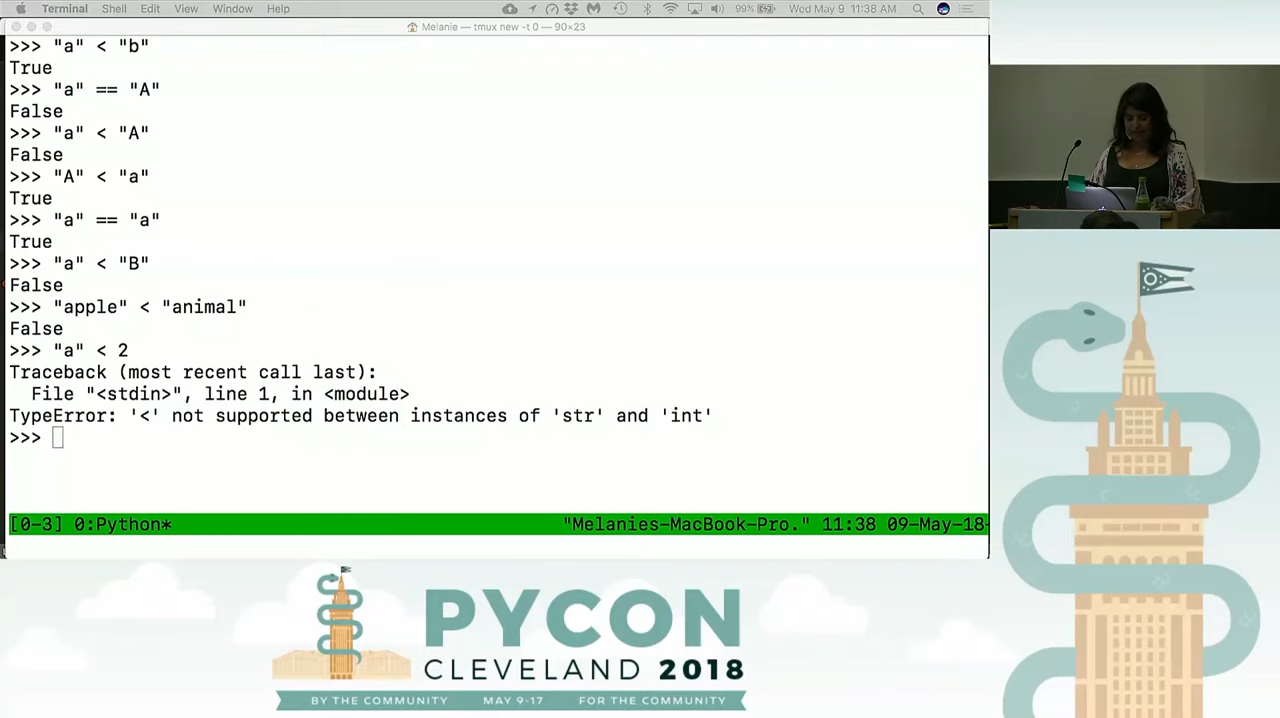 Terminal Shell Edit View Window Help 99% Wed May 9 11:38 AM
Melanie — tmux new -t 0 — 90×23
>>> "a" < "b"
True
>>> "a" == "A"
False
>>> "a" < "A"
False
>>> "A" < "a"
True
>>> "a" == "a"
True
>>> "a" < "B"
False
>>> "apple" < "animal"
False
>>> "a" < 2
Traceback (most recent call last):
  File "<stdin>", line 1, in <module>
TypeError: '<' not supported between instances of 'str' and 'int'
>>>
[0-3] 0:Python* "Melanies-MacBook-Pro." 11:38 09-May-18
PYCON
CLEVELAND 2018
BY THE COMMUNITY MAY 9-17 FOR THE COMMUNITY